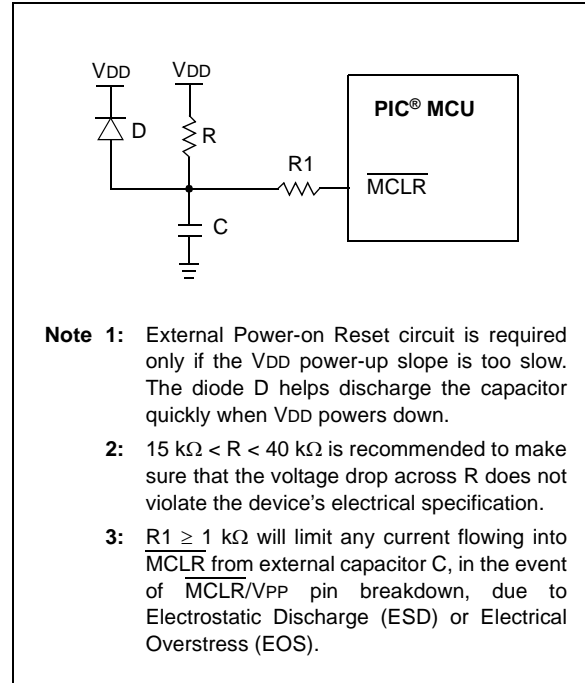 VDD VDD
D
R
PIC® MCU
R1
MCLR
C
Note 1: External Power-on Reset circuit is required
only if the VDD power-up slope is too slow.
The diode D helps discharge the capacitor
quickly when VDD powers down.
2: 15 kΩ < R < 40 kΩ is recommended to make
sure that the voltage drop across R does not
violate the device's electrical specification.
3: R1 ≥ 1 kΩ will limit any current flowing into
MCLR from external capacitor C, in the event
of MCLR/VPP pin breakdown, due to
Electrostatic Discharge (ESD) or Electrical
Overstress (EOS).